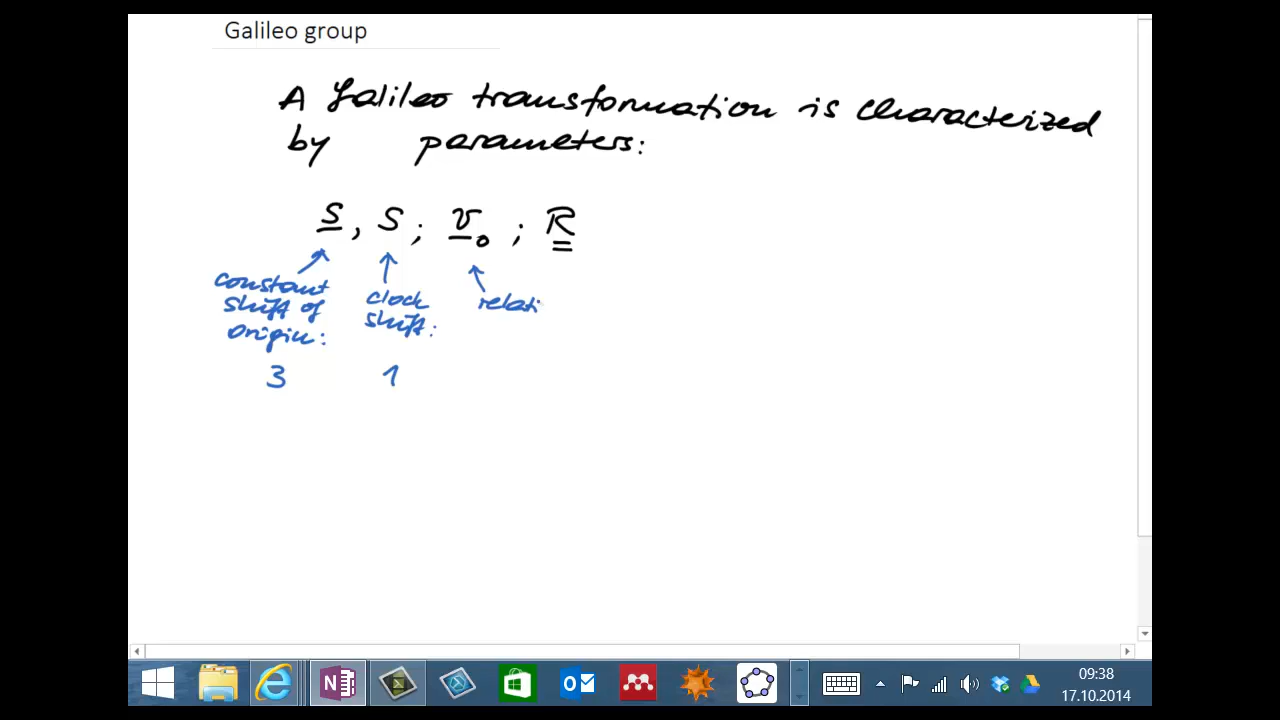 Galileo group
A Galileo transformation is characterized
by parameters:
s, s; v₀; R
constant
shift of
origin:
clock
shift:
relati
3 1
09:38
17.10.2014